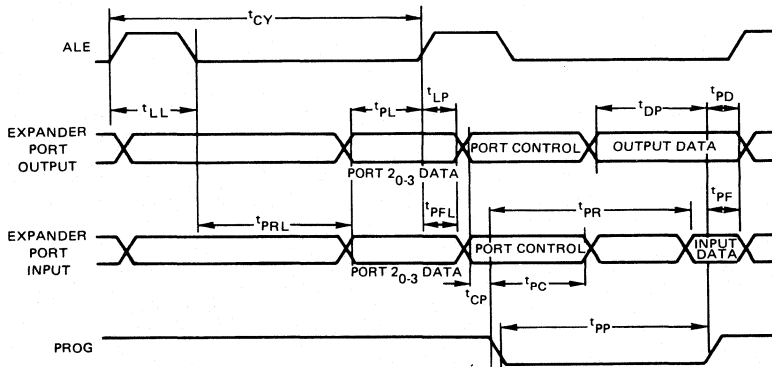 tCY
ALE
tLL
tPL
tLP
tDP
tPD
EXPANDER
PORT
OUTPUT
PORT CONTROL
OUTPUT DATA
PORT 20-3 DATA
tPRL
tPFL
tPR
tPF
EXPANDER
PORT
INPUT
PORT CONTROL
INPUT
DATA
PORT 20-3 DATA
tCP
tPC
tPP
PROG